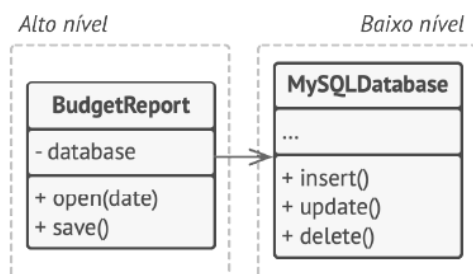 Alto nível
Baixo nível
BudgetReport
- database
+ open(date)
+ save()
MySQLDatabase
...
+ insert()
+ update()
+ delete()